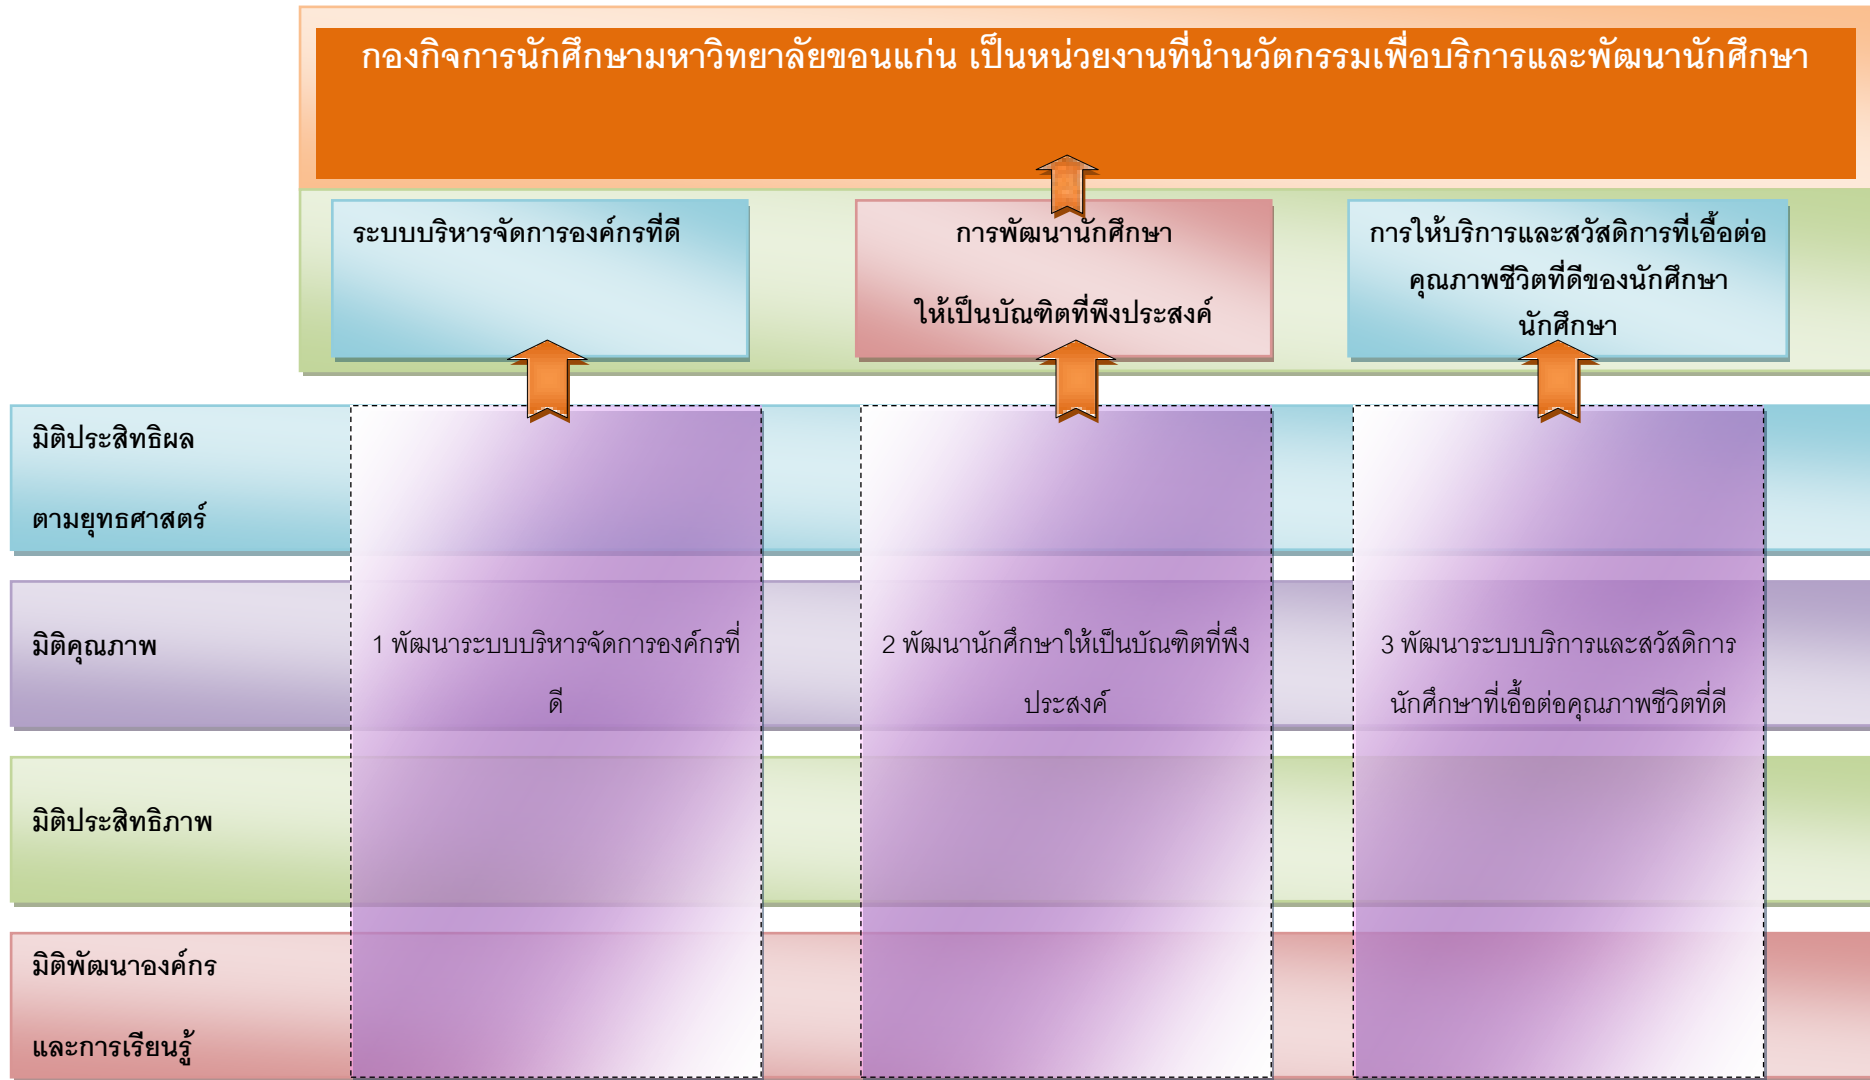 กองกิจการนักศึกษามหาวิทยาลัยขอนแก่น เป็นหน่วยงานที่นำนวัตกรรมเพื่อบริการและพัฒนานักศึกษา
ระบบบริหารจัดการองค์กรที่ดี
การพัฒนานักศึกษา
ให้เป็นบัณฑิตที่พึงประสงค์
การให้บริการและสวัสดิการที่เอื้อต่อ
คุณภาพชีวิตที่ดีของนักศึกษา
นักศึกษา
มิติประสิทธิผล
ตามยุทธศาสตร์
มิติคุณภาพ
1 พัฒนาระบบบริหารจัดการองค์กรที่
ดี
2 พัฒนานักศึกษาให้เป็นบัณฑิตที่พึง
ประสงค์
3 พัฒนาระบบบริการและสวัสดิการ
นักศึกษาที่เอื้อต่อคุณภาพชีวิตที่ดี
มิติประสิทธิภาพ
มิติพัฒนาองค์กร
และการเรียนรู้